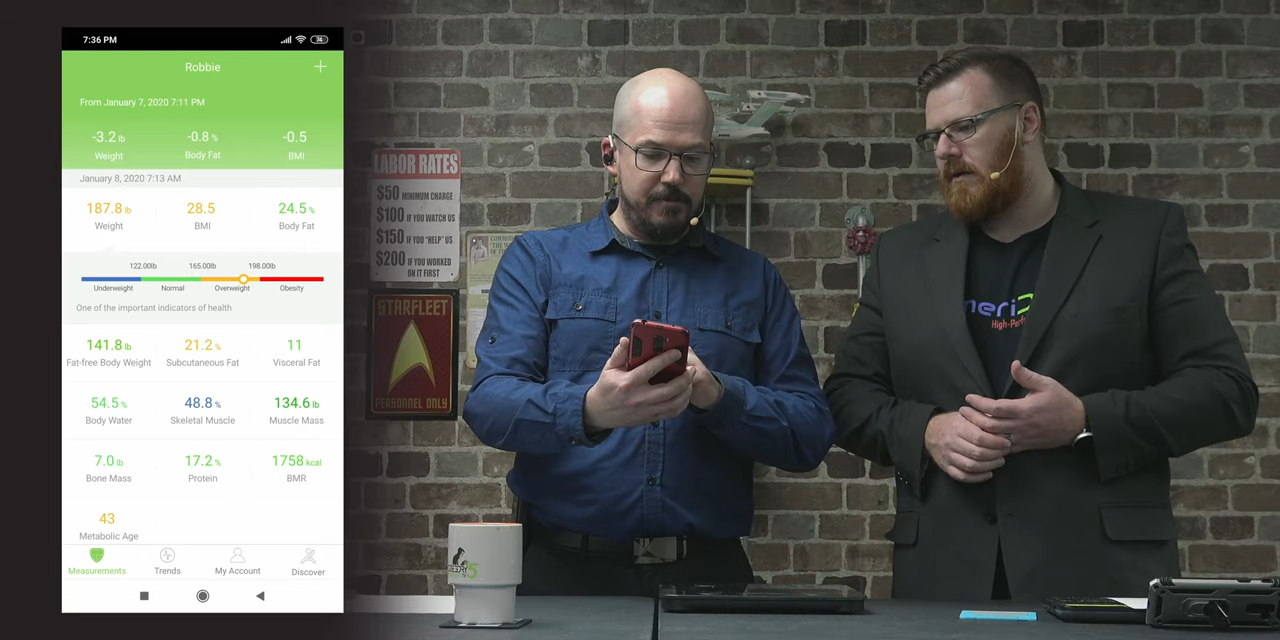 7:36 PM
74
Robbie
From January 7, 2020 7:11 PM
-3.2 lb
-0.8 %
-0.5
Weight
Body Fat
BMI
January 8, 2020 7:13 AM
187.8 lb
28.5
24.5 %
Weight
BMI
Body Fat
122.00lb
165.00lb
198.00lb
Underweight
Normal
Overweight
Obesity
One of the important indicators of health
141.8 lb
21.2 %
11
Fat-free Body Weight
Subcutaneous Fat
Visceral Fat
54.5 %
48.8 %
134.6 lb
Body Water
Skeletal Muscle
Muscle Mass
7.0 lb
17.2 %
1758 kcal
Bone Mass
Protein
BMR
43
Metabolic Age
Measurements
Trends
My Account
Discover
LABOR RATES
$50 MINIMUM CHARGE
$100 IF YOU WATCH US
$150 IF YOU "HELP" US
$200 IF YOU WORKED
ON IT FIRST
STARFLEET
PERSONNEL ONLY
High-Perf